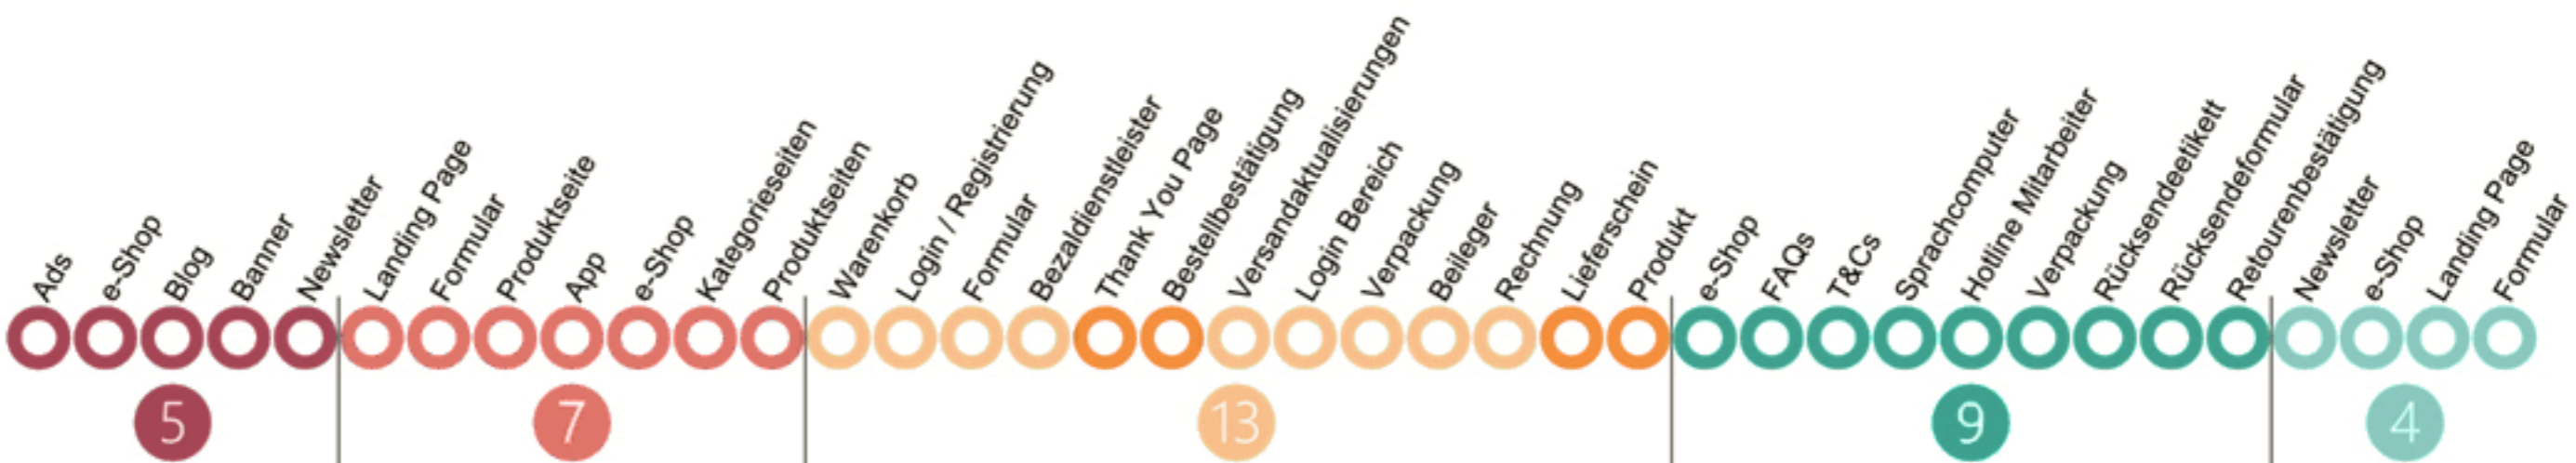 Ads
e-Shop
Blog
Banner
Newsletter
Landing Page
Formular
Produktseite
App
e-Shop
Kategorieseiten
Produktseiten
Warenkorb
Login / Registrierung
Formular
Bezaldienstleister
Thank You Page
Bestellbestätigung
Versandaktualisierungen
Login Bereich
Verpackung
Beileger
Rechnung
Lieferschein
Produkt
e-Shop
FAQs
T&Cs
Sprachcomputer
Hotline Mitarbeiter
Verpackung
Rücksendeetikett
Rücksendeformular
Retourenbestätigung
Newsletter
e-Shop
Landing Page
Formular
5
7
13
9
4